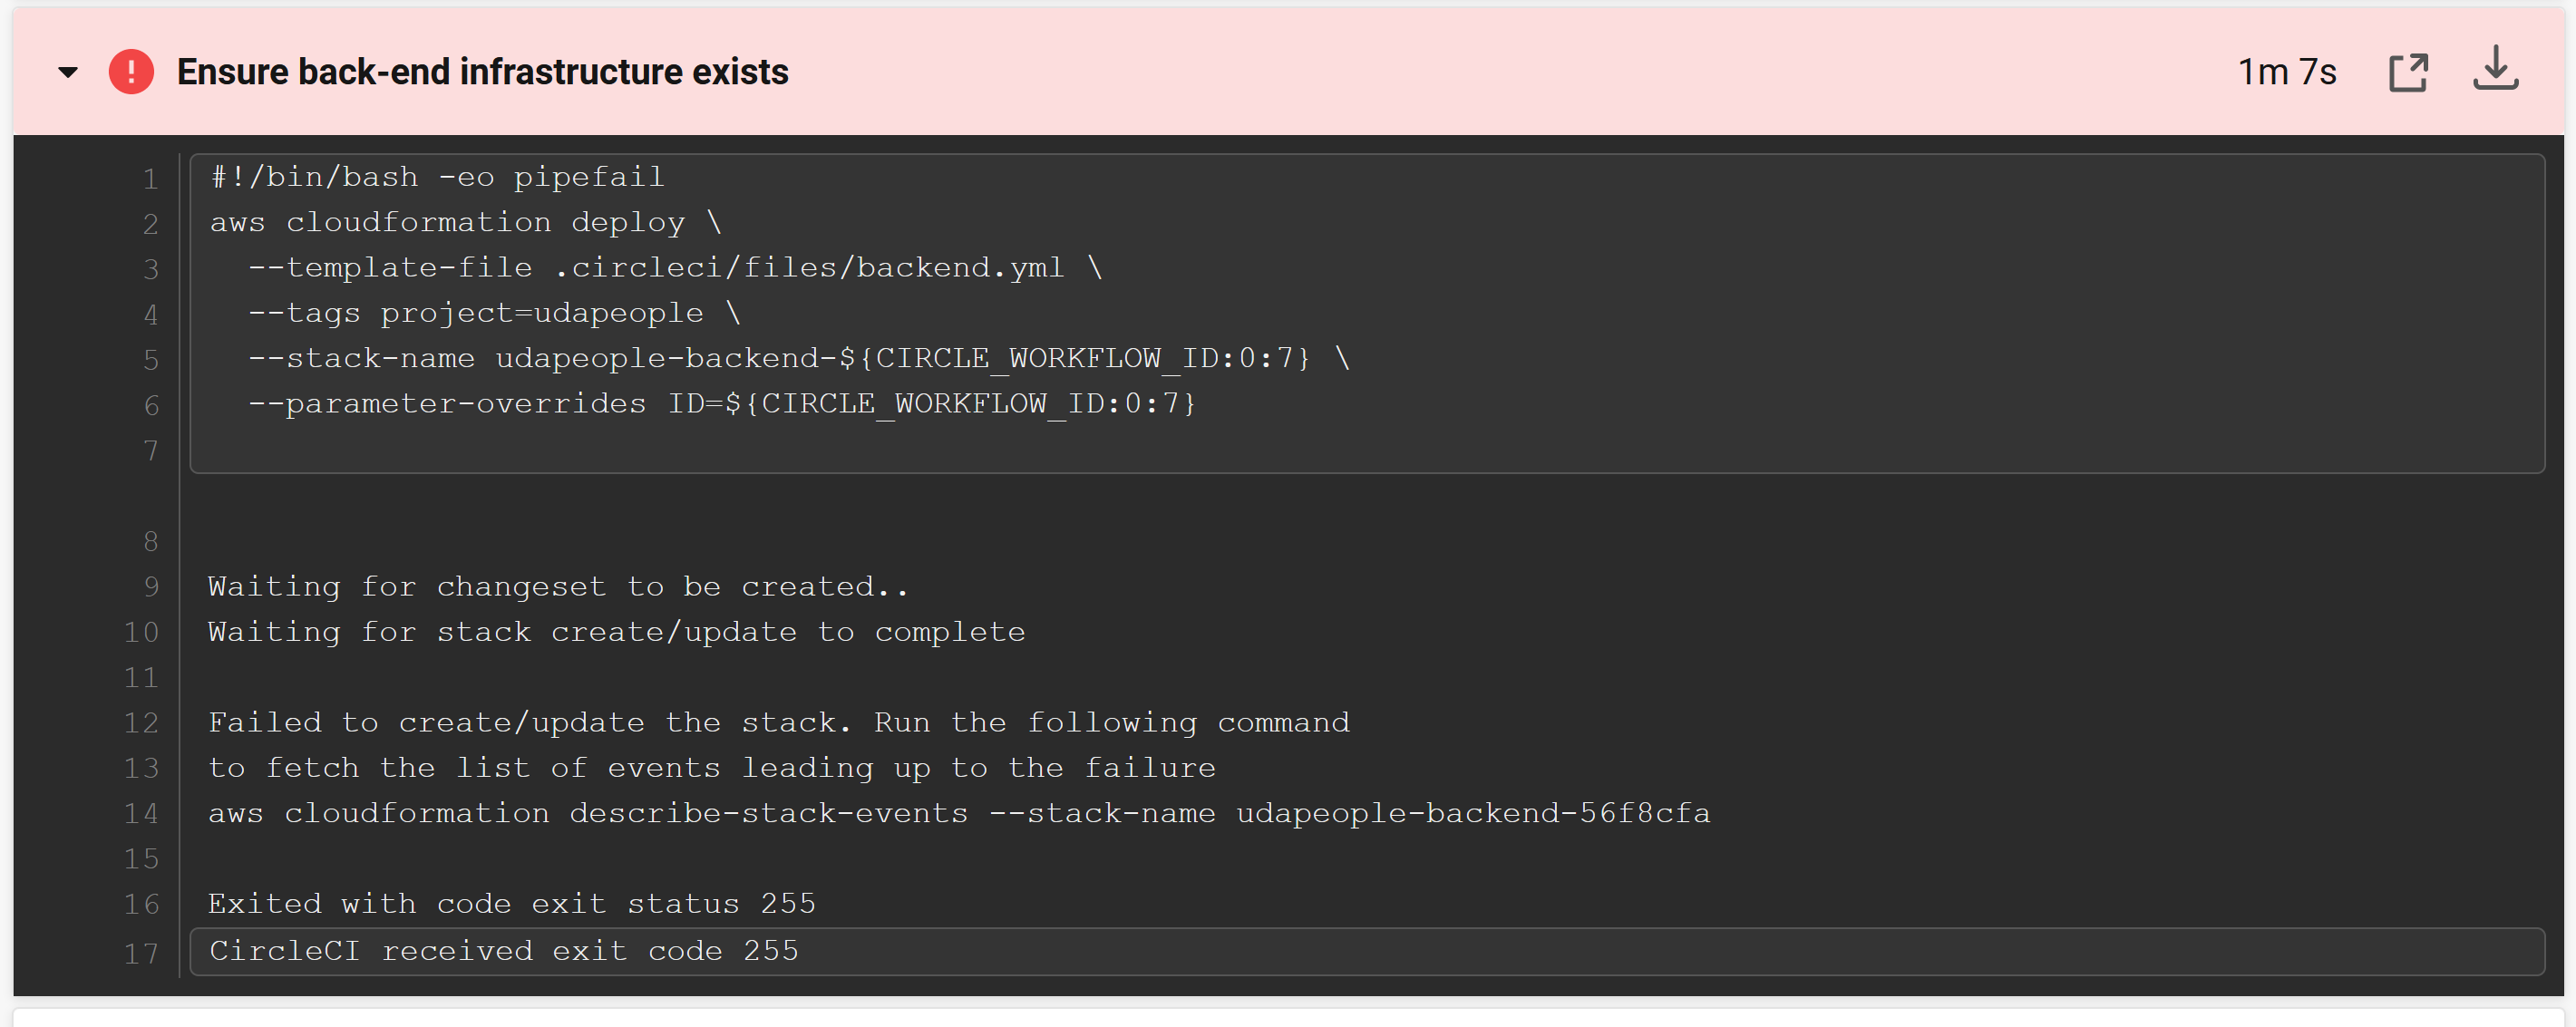 Ensure back-end infrastructure exists 1m 7s
1 #!/bin/bash -eo pipefail
2 aws cloudformation deploy \
3   --template-file .circleci/files/backend.yml \
4   --tags project=udapeople \
5   --stack-name udapeople-backend-${CIRCLE_WORKFLOW_ID:0:7} \
6   --parameter-overrides ID=${CIRCLE_WORKFLOW_ID:0:7}
7
8
9 Waiting for changeset to be created..
10 Waiting for stack create/update to complete
11
12 Failed to create/update the stack. Run the following command
13 to fetch the list of events leading up to the failure
14 aws cloudformation describe-stack-events --stack-name udapeople-backend-56f8cfa
15
16 Exited with code exit status 255
17 CircleCI received exit code 255